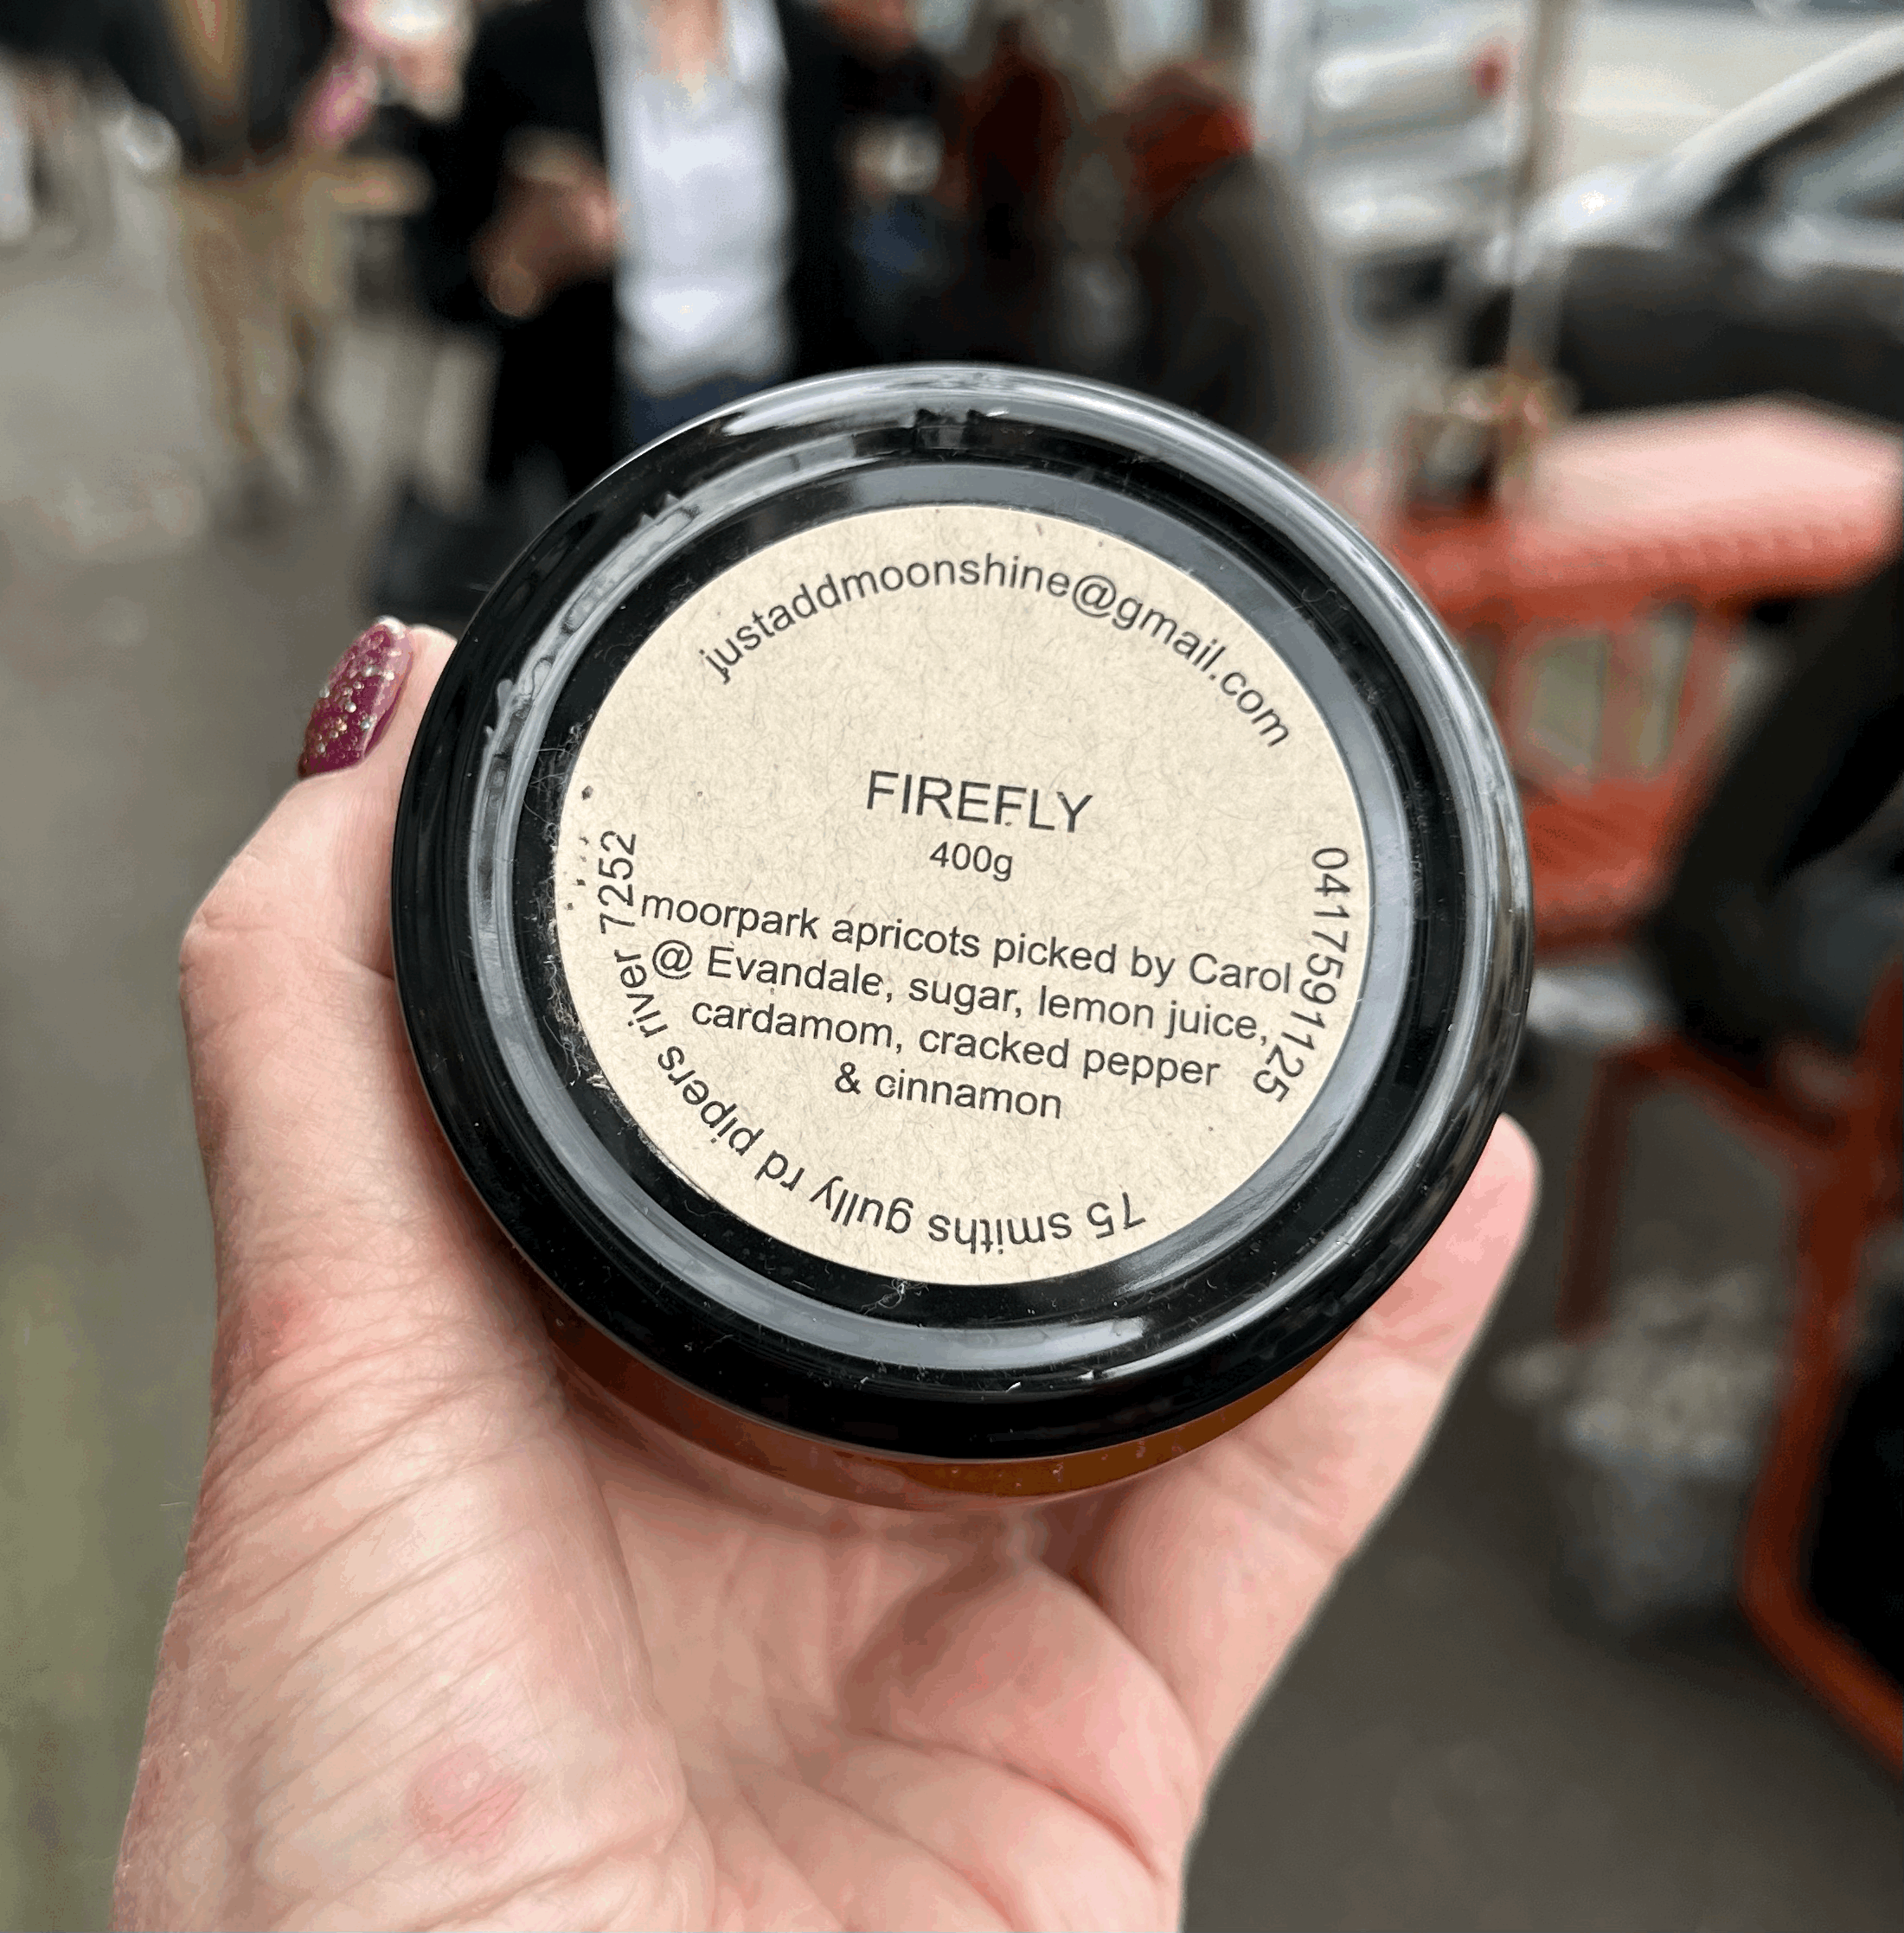 justaddmoonshine@gmail.com
FIREFLY
400g
moorpark apricots picked by Carol
@ Evandale, sugar, lemon juice,
cardamom, cracked pepper
& cinnamon
0417591125
75 smiths gully rd pipers river 7252